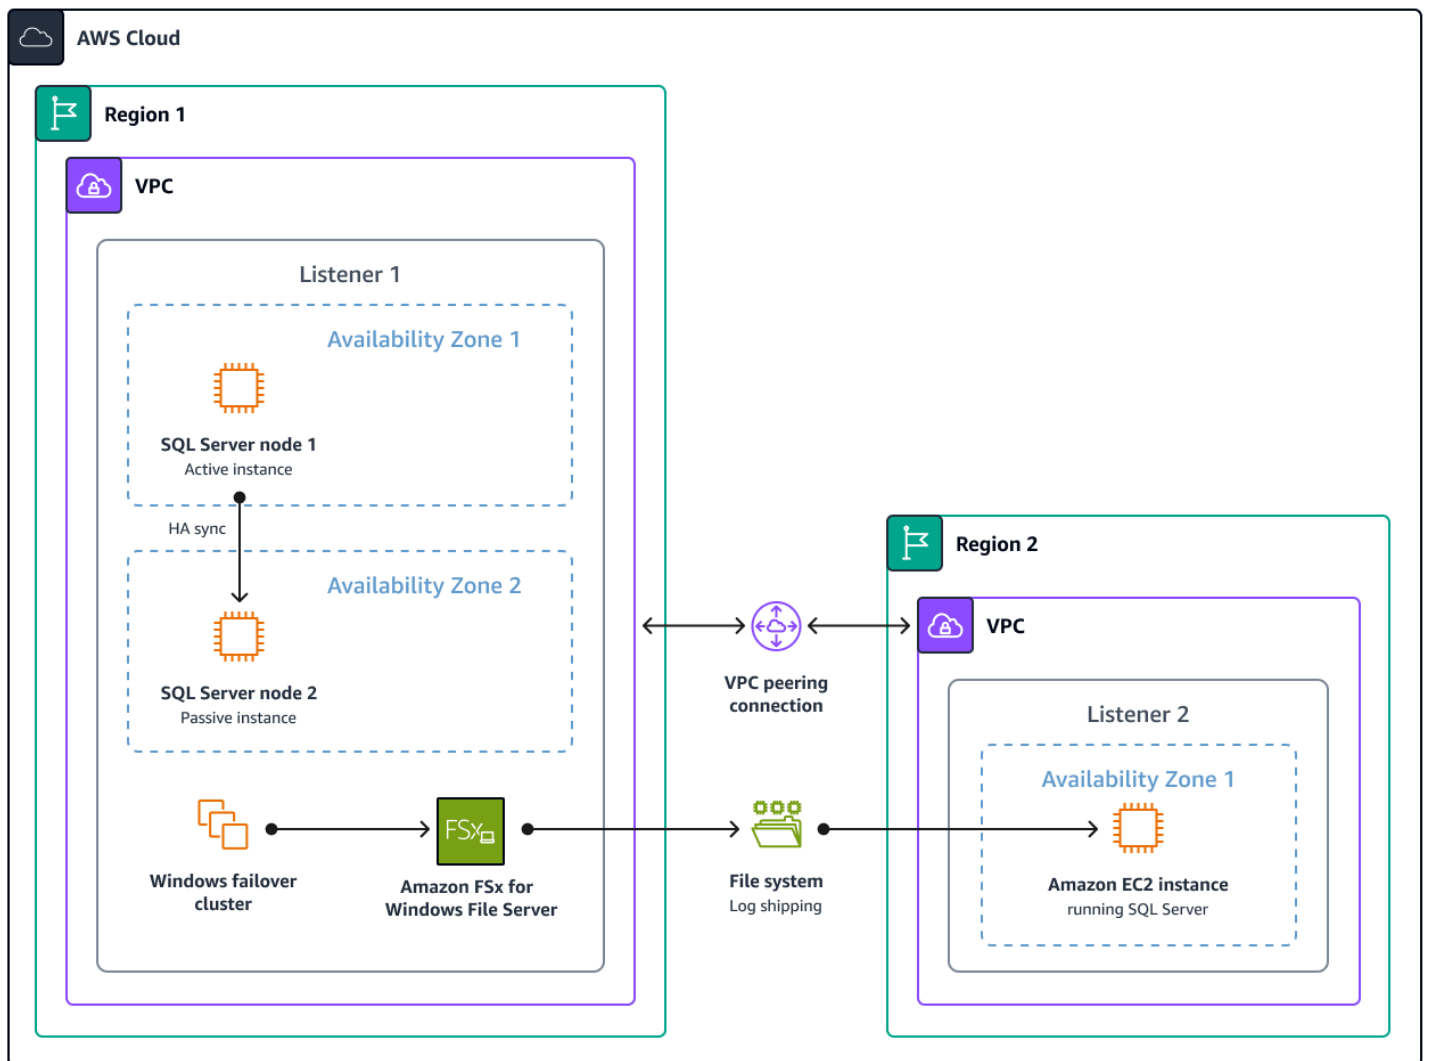 AWS Cloud
Region 1
VPC
Listener 1
Availability Zone 1
SQL Server node 1
Active instance
HA sync
Availability Zone 2
SQL Server node 2
Passive instance
Windows failover
cluster
FSx
Amazon FSx for
Windows File Server
VPC peering
connection
File system
Log shipping
Region 2
VPC
Listener 2
Availability Zone 1
Amazon EC2 instance
running SQL Server